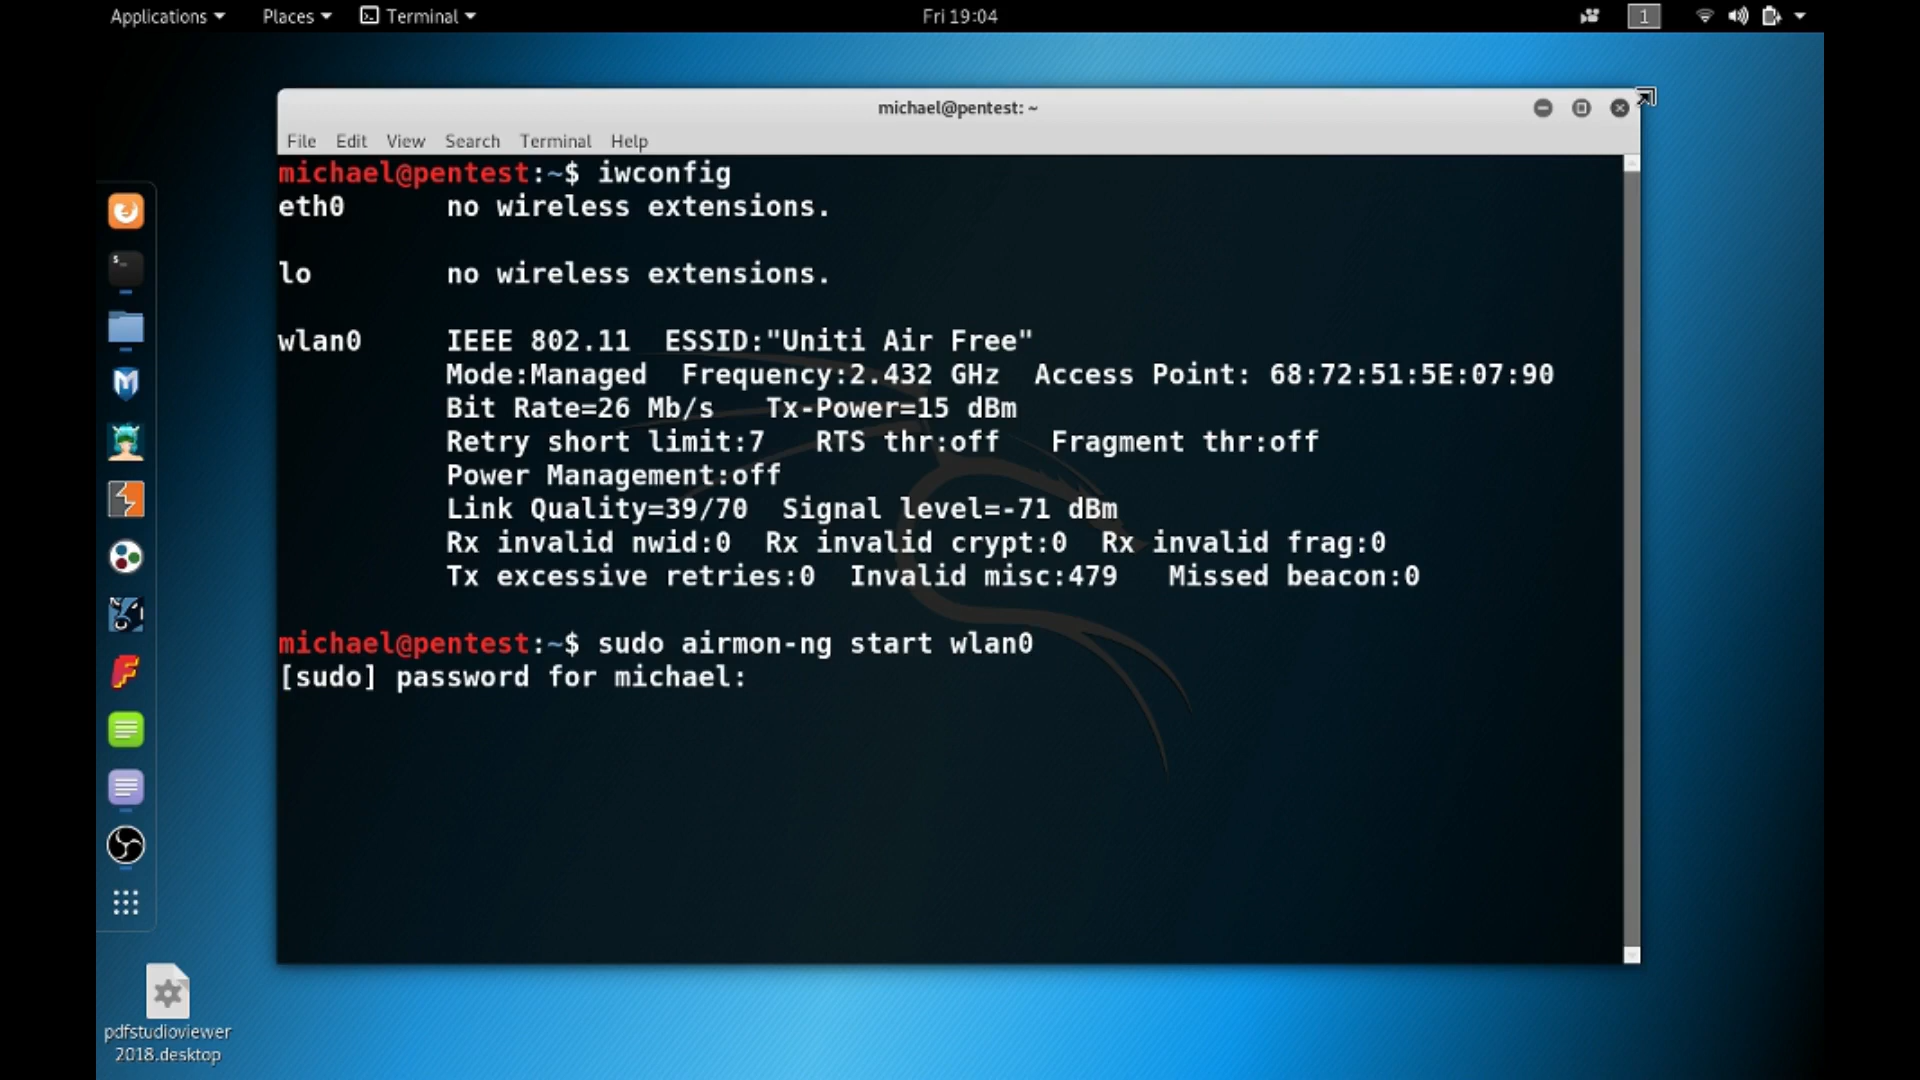 Applications Places Terminal Fri 19:04 1
michael@pentest: ~
File Edit View Search Terminal Help
michael@pentest:~$ iwconfig
eth0 no wireless extensions.
lo no wireless extensions.
wlan0 IEEE 802.11 ESSID:"Uniti Air Free"
Mode:Managed Frequency:2.432 GHz Access Point: 68:72:51:5E:07:90
Bit Rate=26 Mb/s Tx-Power=15 dBm
Retry short limit:7 RTS thr:off Fragment thr:off
Power Management:off
Link Quality=39/70 Signal level=-71 dBm
Rx invalid nwid:0 Rx invalid crypt:0 Rx invalid frag:0
Tx excessive retries:0 Invalid misc:479 Missed beacon:0
michael@pentest:~$ sudo airmon-ng start wlan0
[sudo] password for michael:
pdfstudioviewer
2018.desktop